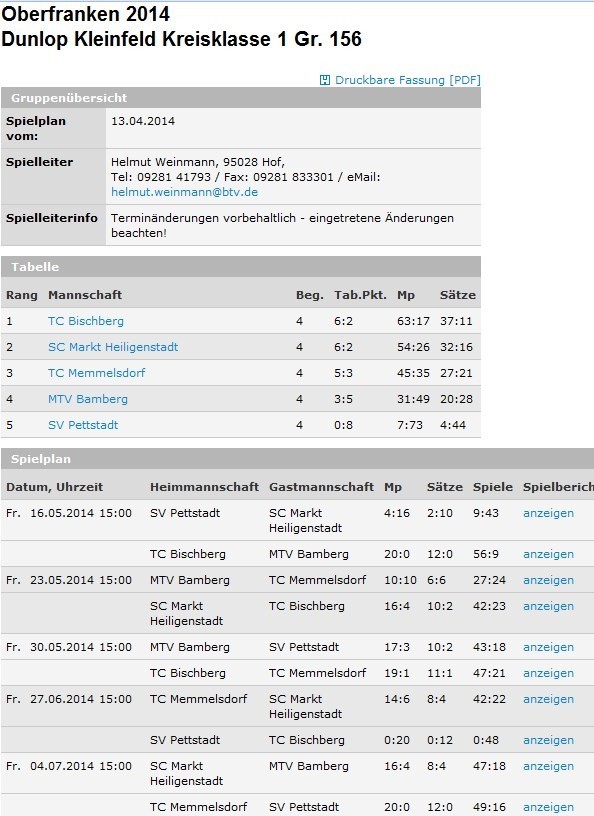 Oberfranken 2014
Dunlop Kleinfeld Kreisklasse 1 Gr. 156
Druckbare Fassung [PDF]
Gruppenübersicht
Spielplan vom: 13.04.2014
Spielleiter Helmut Weinmann, 95028 Hof,
Tel: 09281 41793 / Fax: 09281 833301 / eMail:
helmut.weinmann@btv.de
Spielleiterinfo Terminänderungen vorbehaltlich - eingetretene Änderungen
beachten!
Tabelle
Rang Mannschaft Beg. Tab.Pkt. Mp Sätze
1 TC Bischberg 4 6:2 63:17 37:11
2 SC Markt Heiligenstadt 4 6:2 54:26 32:16
3 TC Memmelsdorf 4 5:3 45:35 27:21
4 MTV Bamberg 4 3:5 31:49 20:28
5 SV Pettstadt 4 0:8 7:73 4:44
Spielplan
Datum, Uhrzeit Heimmannschaft Gastmannschaft Mp Sätze Spiele Spielberich
Fr. 16.05.2014 15:00 SV Pettstadt SC Markt Heiligenstadt 4:16 2:10 9:43 anzeigen
TC Bischberg MTV Bamberg 20:0 12:0 56:9 anzeigen
Fr. 23.05.2014 15:00 MTV Bamberg TC Memmelsdorf 10:10 6:6 27:24 anzeigen
SC Markt Heiligenstadt TC Bischberg 16:4 10:2 42:23 anzeigen
Fr. 30.05.2014 15:00 MTV Bamberg SV Pettstadt 17:3 10:2 43:18 anzeigen
TC Bischberg TC Memmelsdorf 19:1 11:1 47:21 anzeigen
Fr. 27.06.2014 15:00 TC Memmelsdorf SC Markt Heiligenstadt 14:6 8:4 42:22 anzeigen
SV Pettstadt TC Bischberg 0:20 0:12 0:48 anzeigen
Fr. 04.07.2014 15:00 SC Markt Heiligenstadt MTV Bamberg 16:4 8:4 47:18 anzeigen
TC Memmelsdorf SV Pettstadt 20:0 12:0 49:16 anzeigen